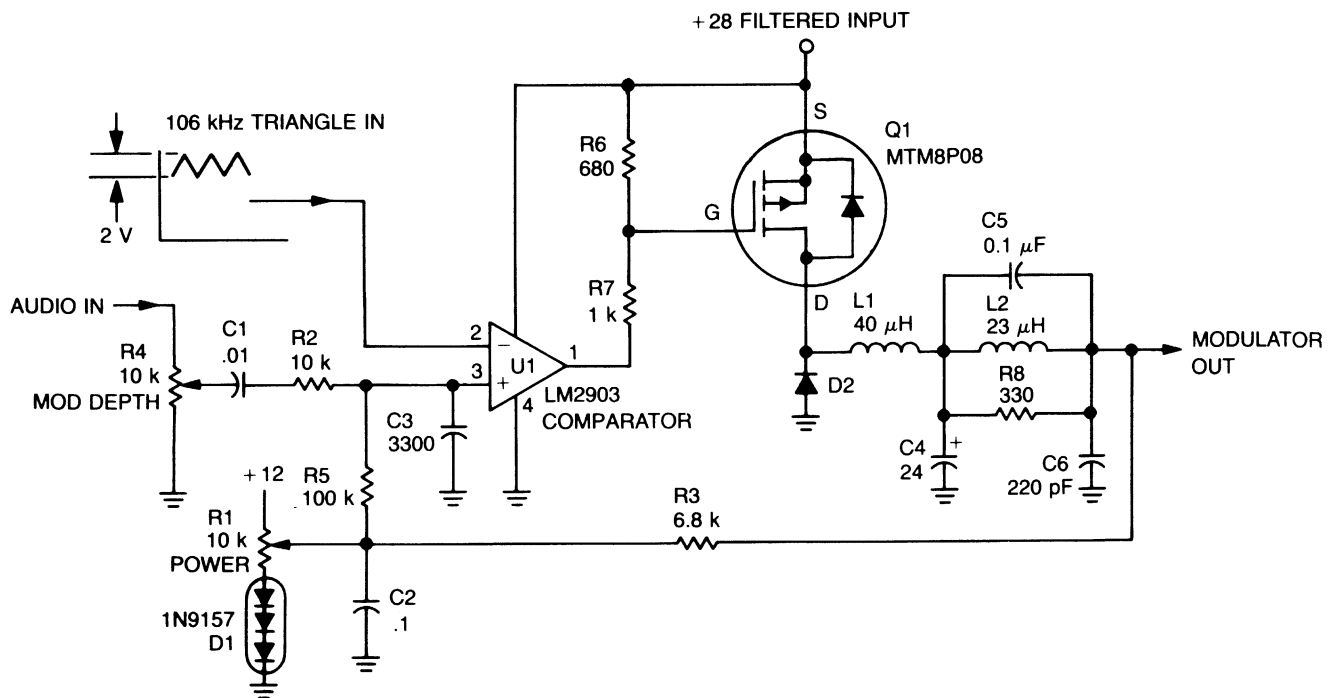 +28 FILTERED INPUT
106 kHz TRIANGLE IN
2 V
S
Q1
MTM8P08
R6
680
G
D
R7
1 k
C5
0.1 μF
L1
40 μH
L2
23 μH
MODULATOR
OUT
AUDIO IN
R4
10 k
MOD DEPTH
C1
.01
R2
10 k
2
3
−
+
U1
1
4
LM2903
COMPARATOR
D2
R8
330
C3
3300
C4
24
+
C6
220 pF
+12
R5
100 k
R1
10 k
POWER
R3
6.8 k
1N9157
D1
C2
.1